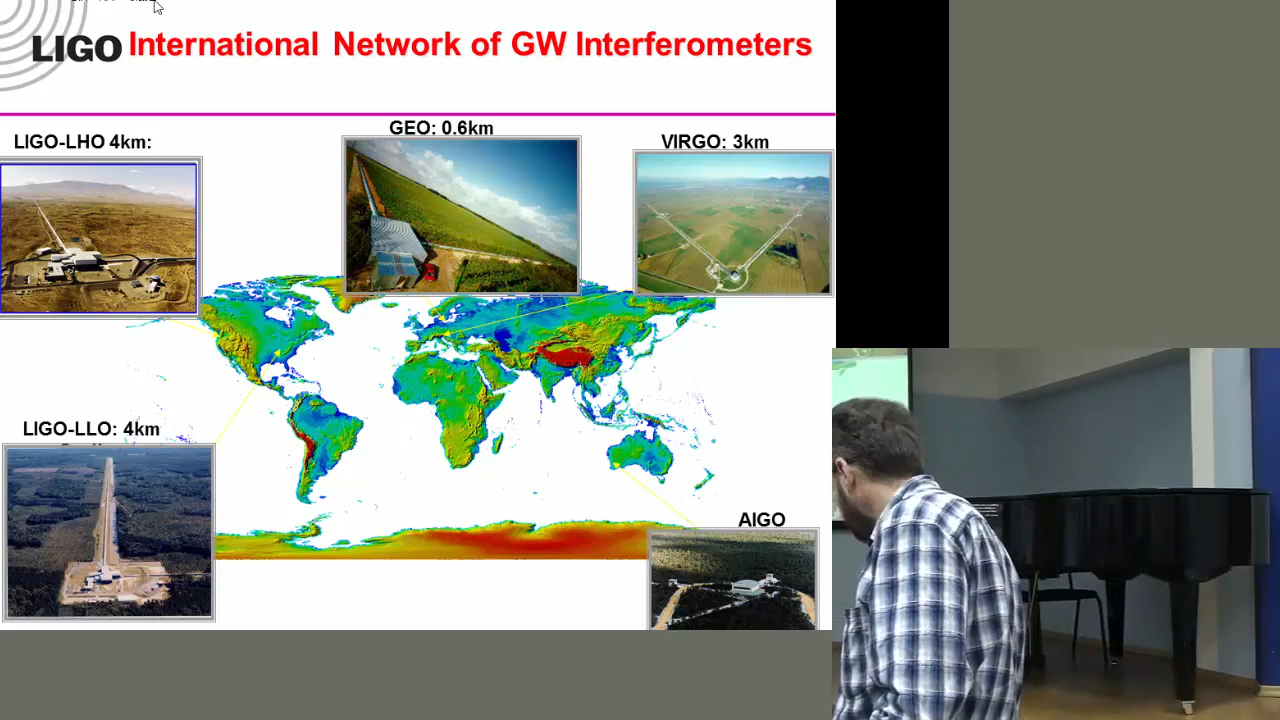 LIGO International Network of GW Interferometers
GEO: 0.6km
LIGO-LHO 4km:
VIRGO: 3km
LIGO-LLO: 4km
AIGO